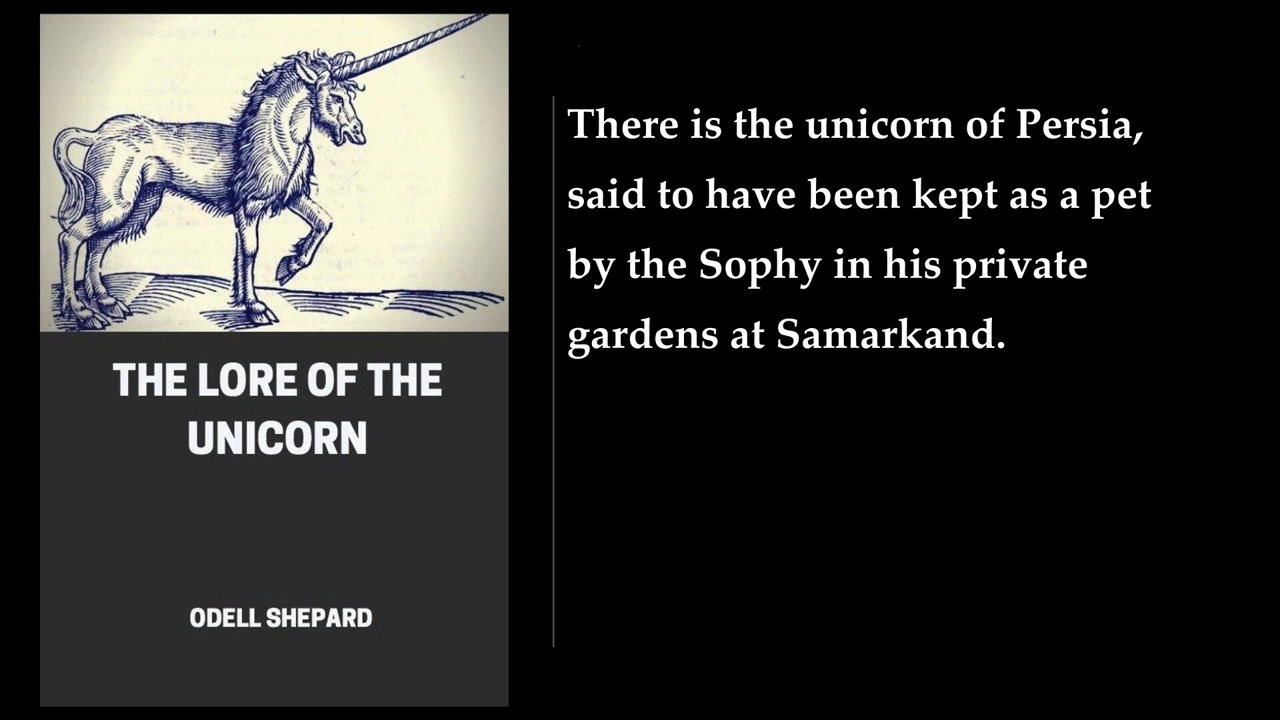 THE LORE OF THE
UNICORN
ODELL SHEPARD
There is the unicorn of Persia,
said to have been kept as a pet
by the Sophy in his private
gardens at Samarkand.